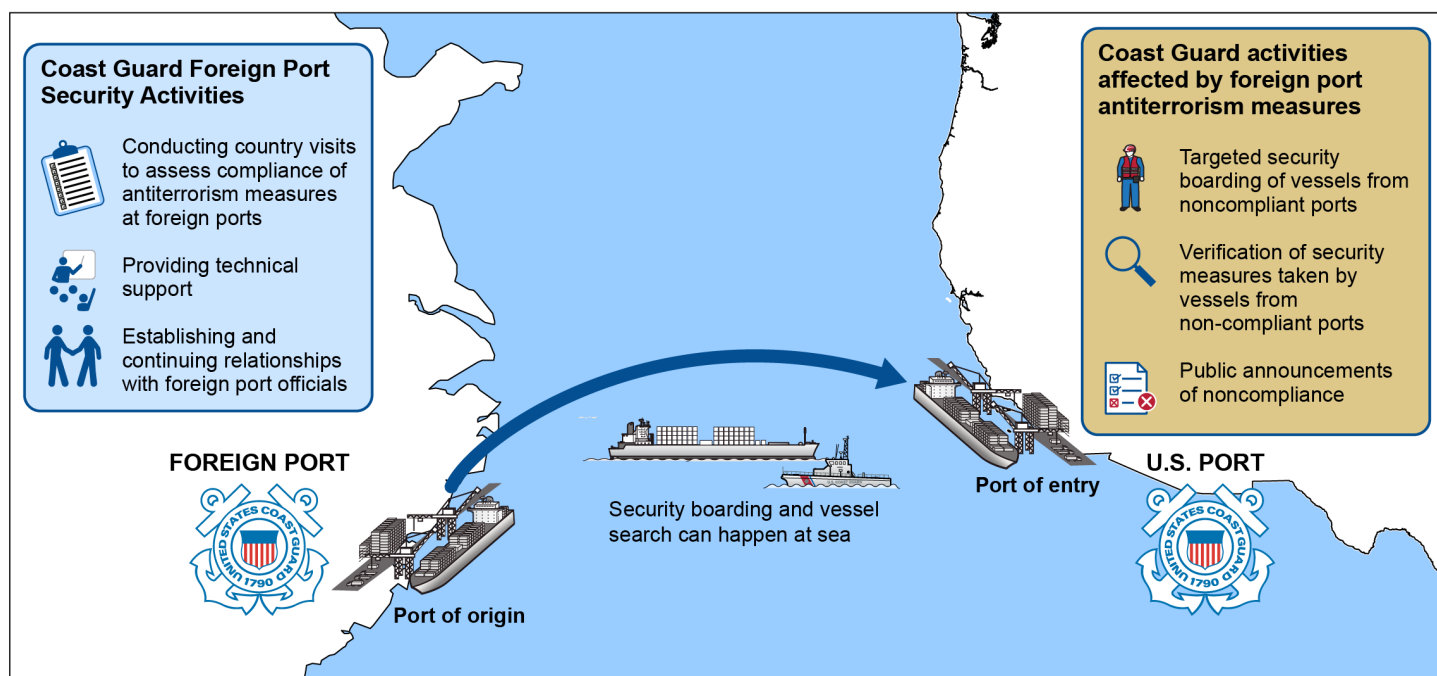 Coast Guard Foreign Port
Security Activities
Conducting country visits
to assess compliance of
antiterrorism measures
at foreign ports
Providing technical
support
Establishing and
continuing relationships
with foreign port officials
Coast Guard activities
affected by foreign port
antiterrorism measures
Targeted security
boarding of vessels from
noncompliant ports
Verification of security
measures taken by
vessels from
non-compliant ports
Public announcements
of noncompliance
FOREIGN PORT
UNITED STATES COAST GUARD
1790
Port of origin
Security boarding and vessel
search can happen at sea
Port of entry
U.S. PORT
UNITED STATES COAST GUARD
1790